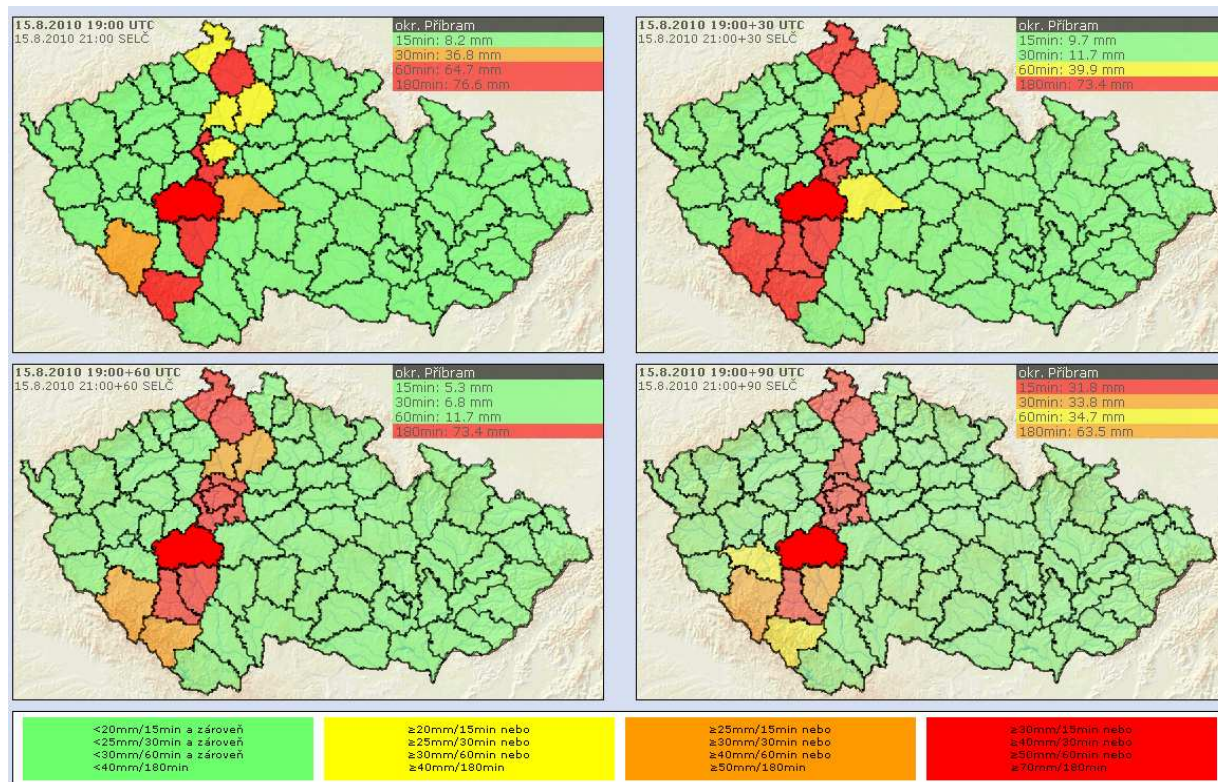 15.8.2010 19:00 UTC
15.8.2010 21:00 SELČ
okr. Příbram
15min: 8.2 mm
30min: 36.8 mm
60min: 64.7 mm
180min: 76.6 mm
15.8.2010 19:00+30 UTC
15.8.2010 21:00+30 SELČ
okr. Příbram
15min: 9.7 mm
30min: 11.7 mm
60min: 39.9 mm
180min: 73.4 mm
15.8.2010 19:00+60 UTC
15.8.2010 21:00+60 SELČ
okr. Příbram
15min: 5.3 mm
30min: 6.8 mm
60min: 11.7 mm
180min: 73.4 mm
15.8.2010 19:00+90 UTC
15.8.2010 21:00+90 SELČ
okr. Příbram
15min: 31.8 mm
30min: 33.8 mm
60min: 34.7 mm
180min: 63.5 mm
<20mm/15min a zároveň
<25mm/30min a zároveň
<30mm/60min a zároveň
<40mm/180min
≥20mm/15min nebo
≥25mm/30min nebo
≥30mm/60min nebo
≥40mm/180min
≥25mm/15min nebo
≥30mm/30min nebo
≥40mm/60min nebo
≥50mm/180min
≥30mm/15min nebo
≥40mm/30min nebo
≥50mm/60min nebo
≥70mm/180min